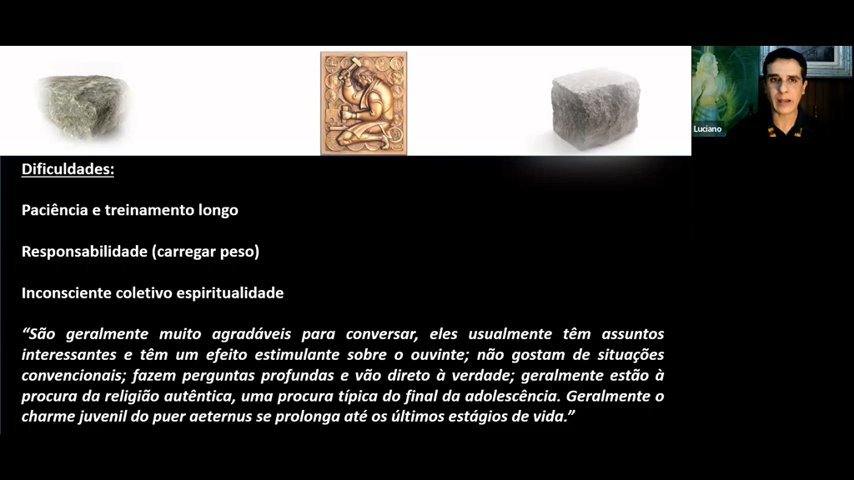 Luciano
Dificuldades:
Paciência e treinamento longo
Responsabilidade (carregar peso)
Inconsciente coletivo espiritualidade
“São geralmente muito agradáveis para conversar, eles usualmente têm assuntos
interessantes e têm um efeito estimulante sobre o ouvinte; não gostam de situações
convencionais; fazem perguntas profundas e vão direto à verdade; geralmente estão à
procura da religião autêntica, uma procura típica do final da adolescência. Geralmente o
charme juvenil do puer aeternus se prolonga até os últimos estágios de vida.”